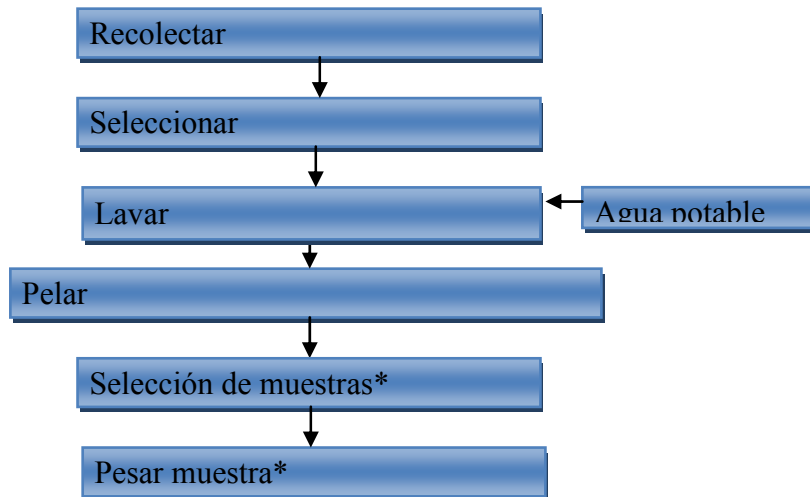 Recolectar
Seleccionar
Lavar
Agua potable
Pelar
Selección de muestras*
Pesar muestra*